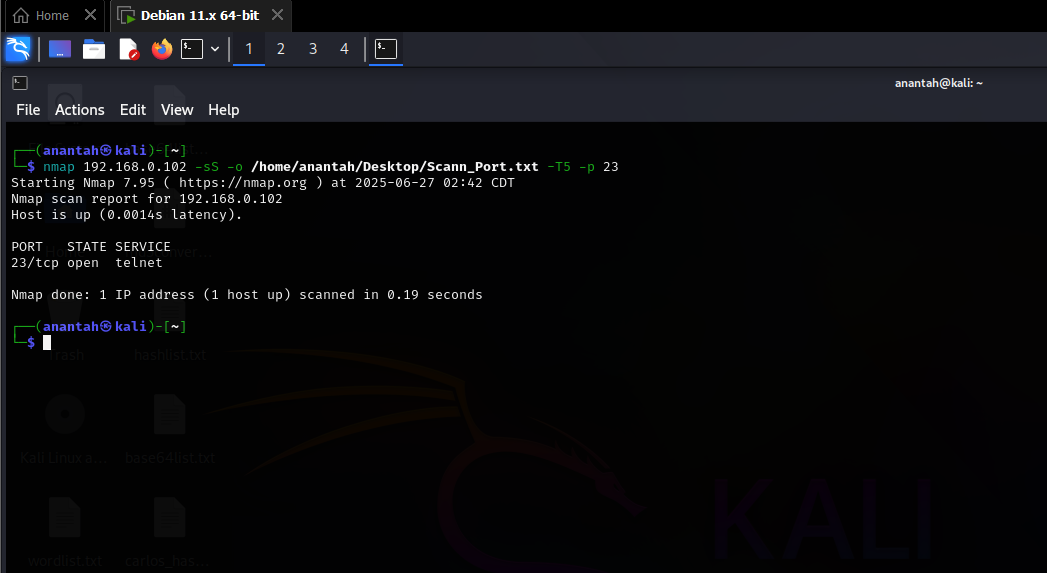 Home
Debian 11.x 64-bit
1 2 3 4
anantah@kali: ~
File Actions Edit View Help
┌──(anantah㉿kali)-[~]
└─$ nmap 192.168.0.102 -sS -o /home/anantah/Desktop/Scann_Port.txt -T5 -p 23
Starting Nmap 7.95 ( https://nmap.org ) at 2025-06-27 02:42 CDT
Nmap scan report for 192.168.0.102
Host is up (0.0014s latency).
PORT STATE SERVICE
23/tcp open telnet
Nmap done: 1 IP address (1 host up) scanned in 0.19 seconds
┌──(anantah㉿kali)-[~]
└─$
Trash bashlist.txt
Kali Linux a... base64list.txt
KALI
wordlist.txt carlos_has...